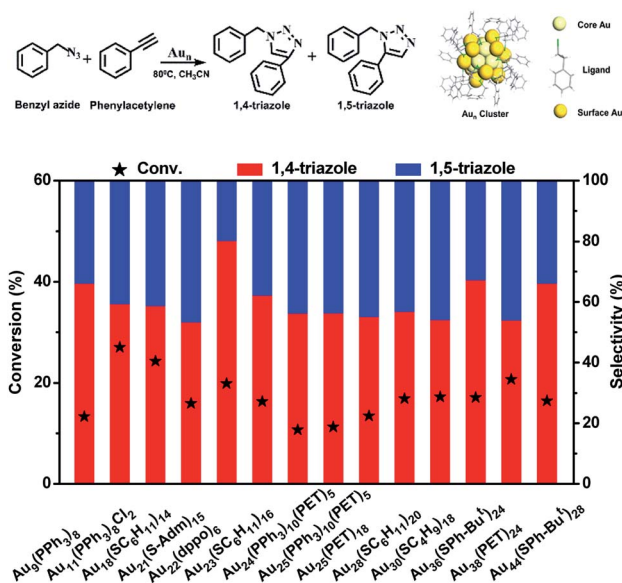 N₃
+
Auₙ
80⁰C, CH₃CN
N
N
N
+
N
N
N
Benzyl azide
Phenylacetylene
1,4-triazole
1,5-triazole
Auₙ Cluster
Core Au
Ligand
Surface Au
Conv.
1,4-triazole
1,5-triazole
Conversion (%)
60
40
20
0
Selectivity (%)
100
80
60
40
20
0
Au₉(PPh₃)₈
Au₁₁(PPh₃)₈Cl₂
Au₁₈(SC₆H₁₁)₁₄
Au₂₁(S-Adm)₁₅
Au₂₂(dppo)₆
Au₂₃(SC₆H₁₁)₁₆
Au₂₄(PPh₃)₁₀(PET)₅
Au₂₅(PPh₃)₁₀(PET)₅
Au₂₅(PET)₁₈
Au₂₈(SC₆H₁₁)₂₀
Au₃₀(SC₄H₉)₁₈
Au₃₆(SPh-Buᵗ)₂₄
Au₃₈(PET)₂₄
Au₄₄(SPh-Buᵗ)₂₈